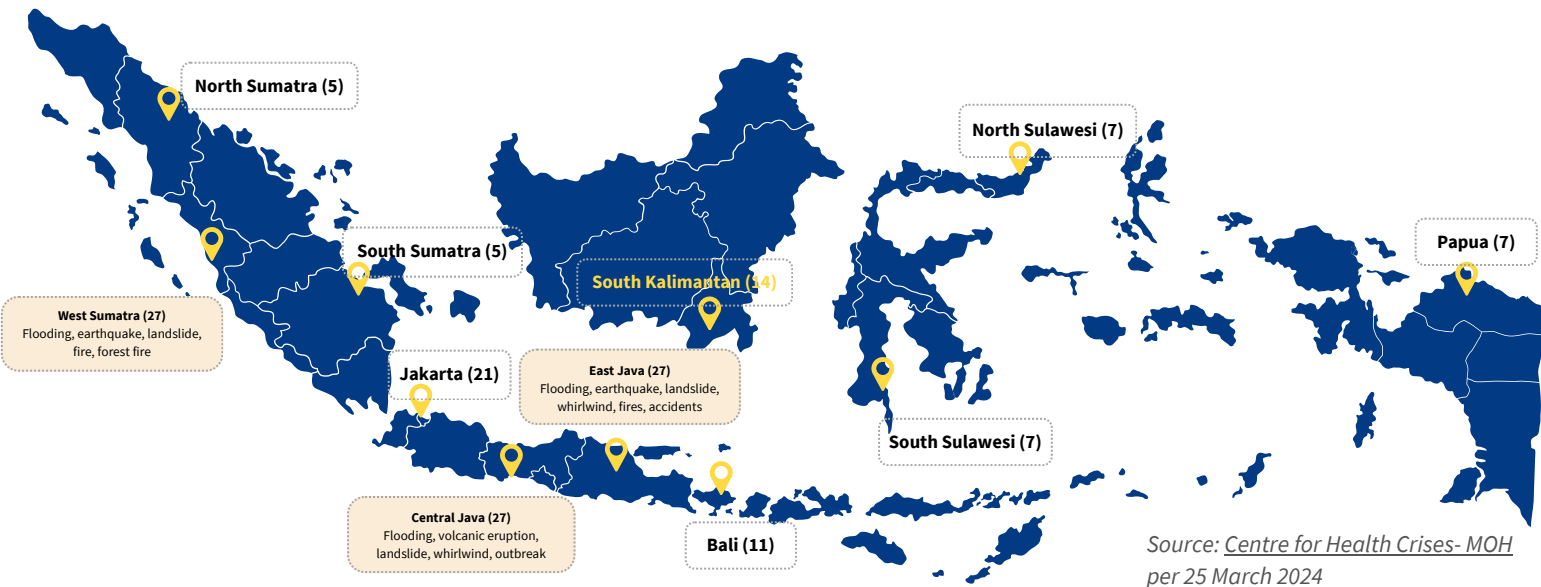 North Sumatra (5)
North Sulawesi (7)
South Sumatra (5)
Papua (7)
South Kalimantan (14)
West Sumatra (27)
Flooding, earthquake, landslide,
fire, forest fire
Jakarta (21)
East Java (27)
Flooding, earthquake, landslide,
whirlwind, fires, accidents
South Sulawesi (7)
Central Java (27)
Flooding, volcanic eruption,
landslide, whirlwind, outbreak
Bali (11)
Source: Centre for Health Crises- MOH
per 25 March 2024